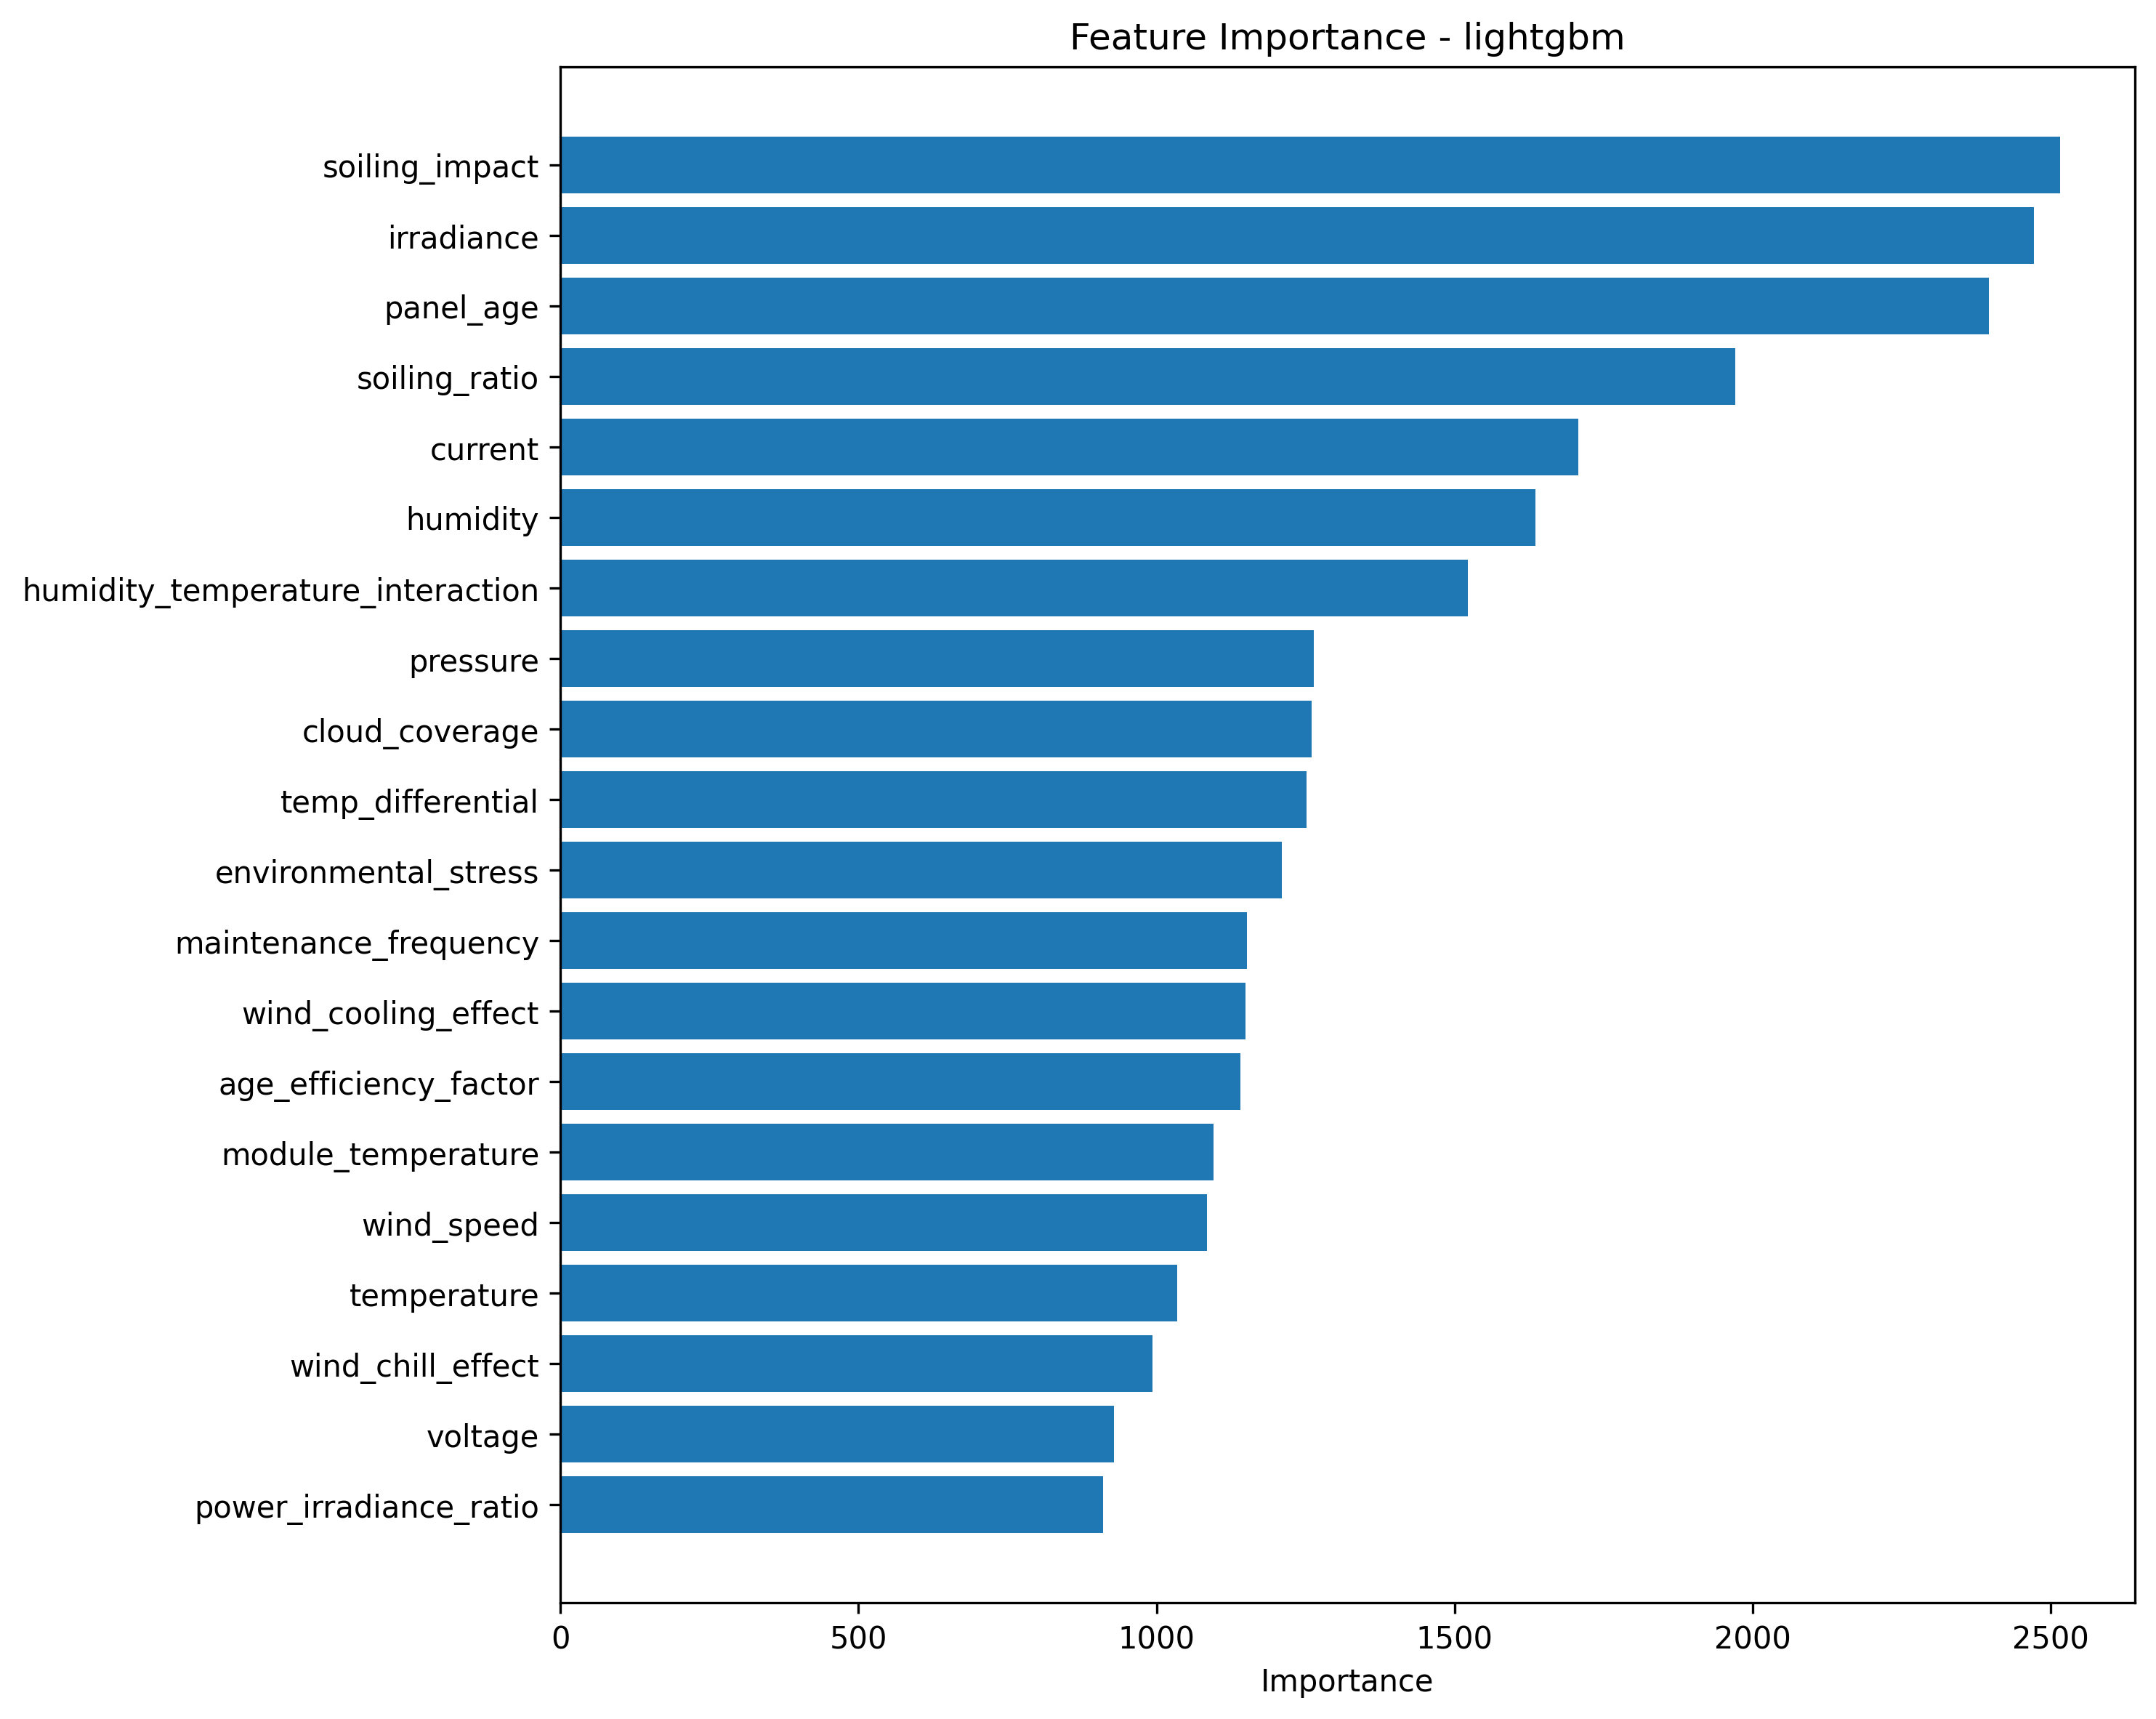 Feature Importance - lightgbm
soiling_impact
irradiance
panel_age
soiling_ratio
current
humidity
humidity_temperature_interaction
pressure
cloud_coverage
temp_differential
environmental_stress
maintenance_frequency
wind_cooling_effect
age_efficiency_factor
module_temperature
wind_speed
temperature
wind_chill_effect
voltage
power_irradiance_ratio
0 500 1000 1500 2000 2500
Importance